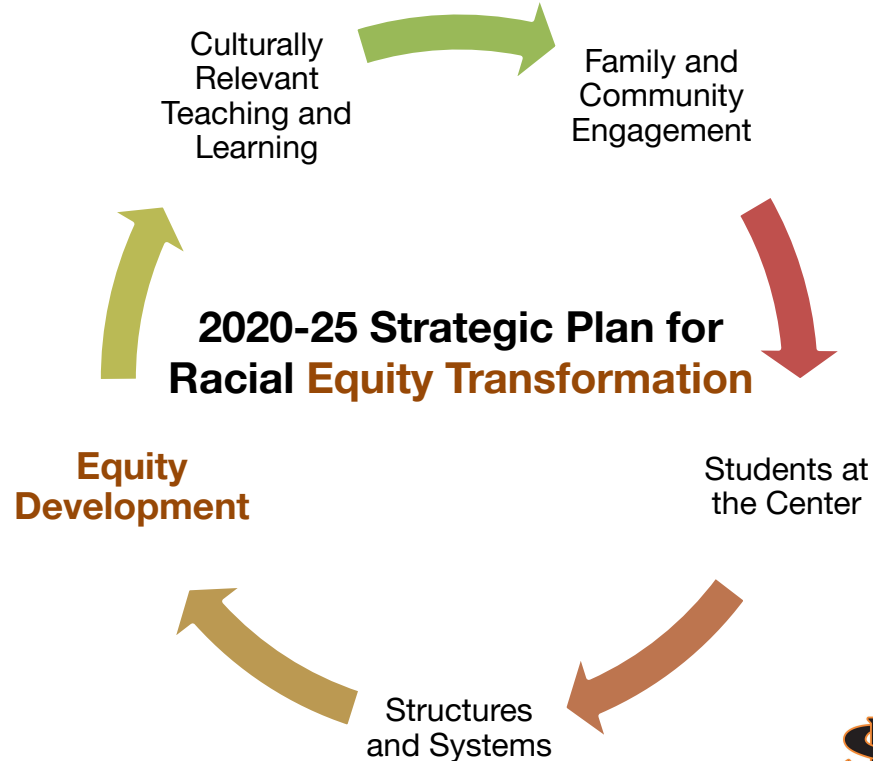 Culturally
Relevant
Teaching and
Learning
Family and
Community
Engagement
2020-25 Strategic Plan for
Racial Equity Transformation
Equity
Development
Students at
the Center
Structures
and Systems